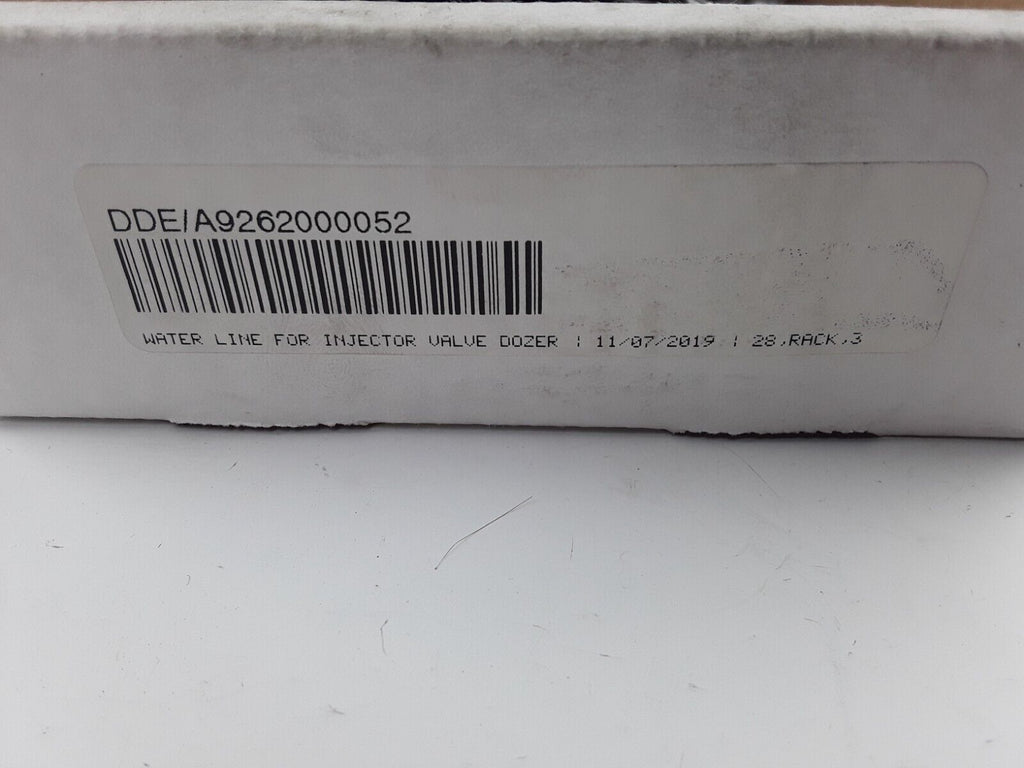 DDE/A9262000052
WATER LINE FOR INJECTOR VALVE DOZER | 11/07/2019 | 28,RACK,3